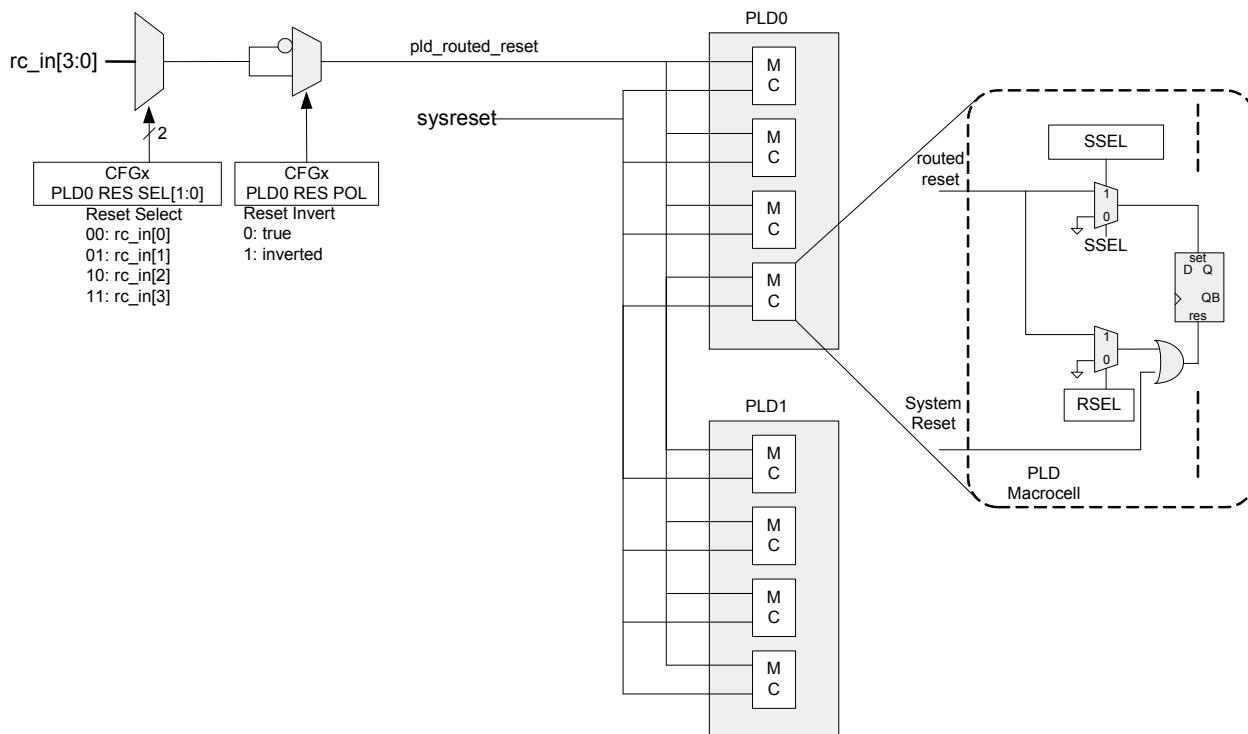 rc_in[3:0]
2
CFGx
PLD0 RES SEL[1:0]
Reset Select
00: rc_in[0]
01: rc_in[1]
10: rc_in[2]
11: rc_in[3]
CFGx
PLD0 RES POL
Reset Invert
0: true
1: inverted
pld_routed_reset
sysreset
PLD0
M
C
M
C
M
C
M
C
PLD1
M
C
M
C
M
C
M
C
routed
reset
SSEL
1
0
SSEL
set
D Q
QB
res
1
0
RSEL
System
Reset
PLD
Macrocell